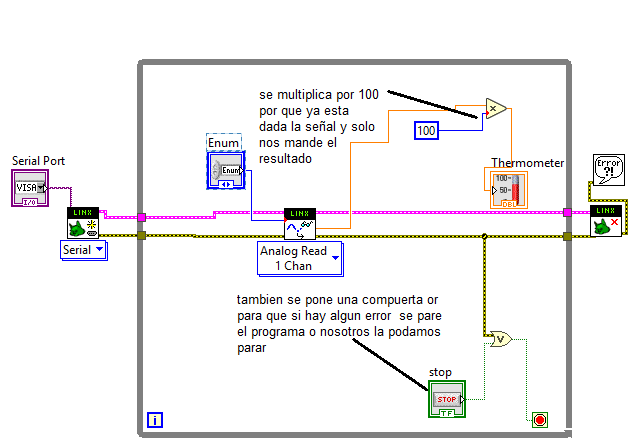 se multiplica por 100
por que ya esta
dada la señal y solo
nos mande el
resultado
100
Enum
Enum
Thermometer
100
50
DBL
Error
?!
Serial Port
VISA
I/O
LINX
Serial
LINX
Analog Read
1 Chan
LINX
tambien se pone una compuerta or
para que si hay algun error se pare
el programa o nosotros la podamos
parar
stop
STOP
TF
i